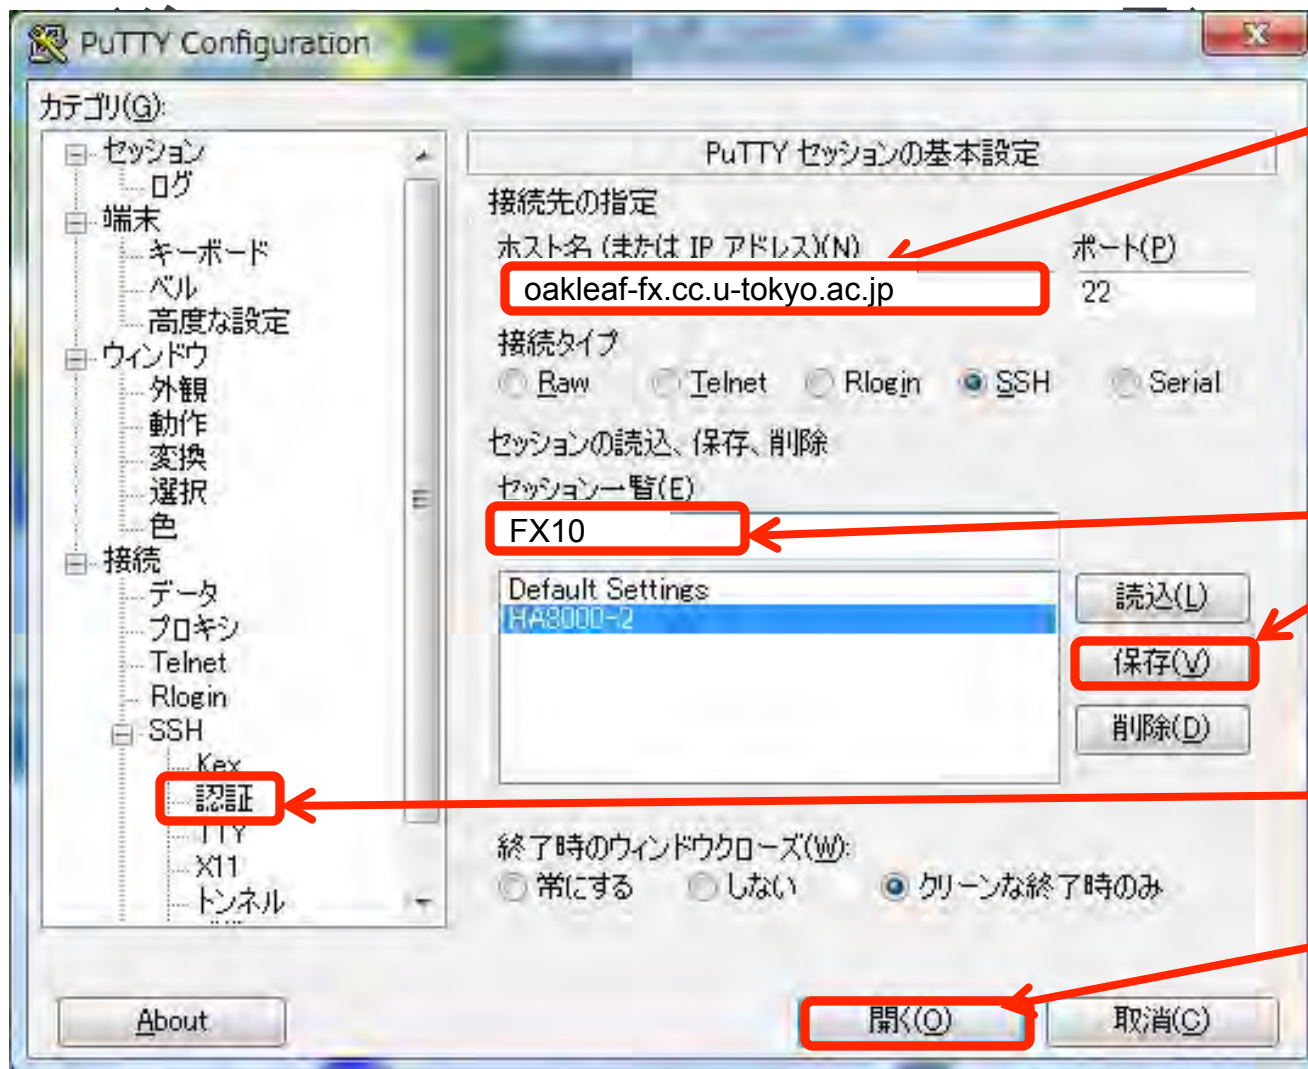 PuTTY Configuration
カテゴリ(G):
セッション
ログ
端末
キーボード
ベル
高度な設定
ウィンドウ
外観
動作
変換
選択
色
接続
データ
プロキシ
Telnet
Rlogin
SSH
Kex
認証
TTY
X11
トンネル
PuTTY セッションの基本設定
接続先の指定
ホスト名 (または IP アドレス)(N) ポート(P)
oakleaf-fx.cc.u-tokyo.ac.jp 22
接続タイプ
Raw Telnet Rlogin SSH Serial
セッションの読込、保存、削除
セッション一覧(E)
FX10
Default Settings
HA8000-2
読込(L)
保存(V)
削除(D)
終了時のウィンドウクローズ(W):
常にする しない クリーンな終了時のみ
About 開く(O) 取消(C)